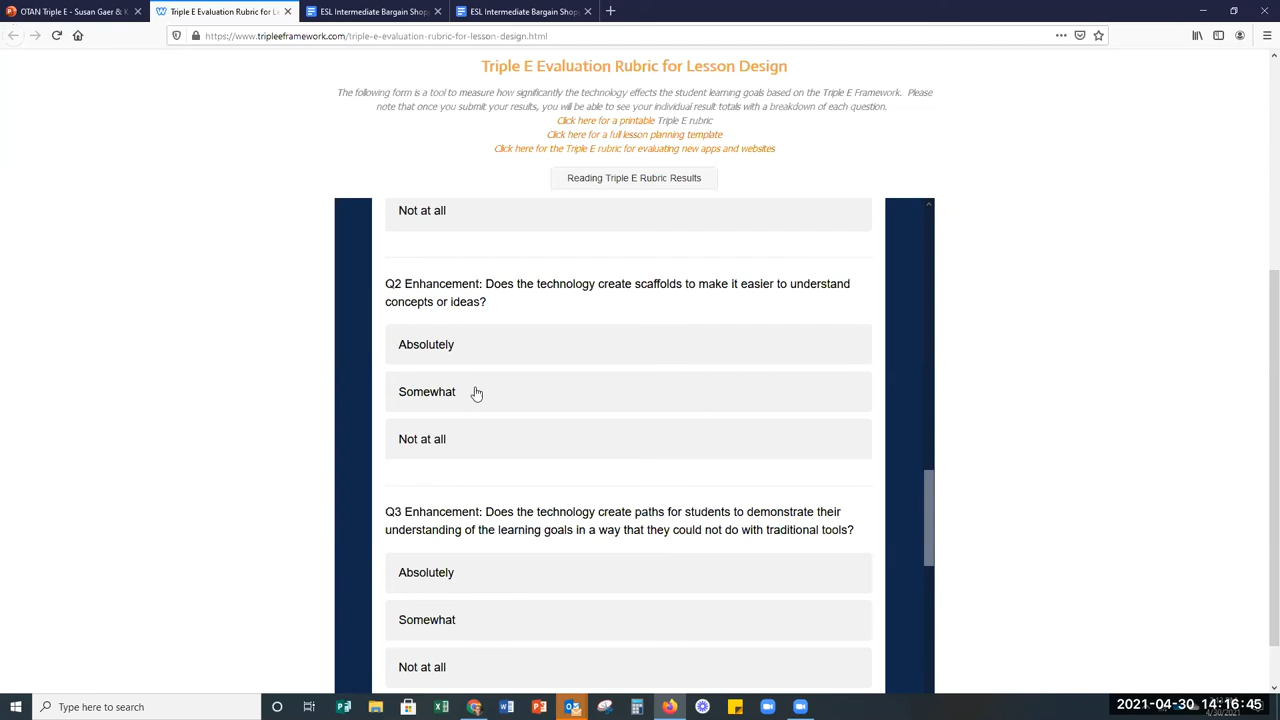 OTAN Triple E - Susan Gaer & K
Triple E Evaluation Rubric for L
ESL Intermediate Bargain Shop
ESL Intermediate Bargain Shop
https://www.tripleeframework.com/triple-e-evaluation-rubric-for-lesson-design.html
Triple E Evaluation Rubric for Lesson Design
The following form is a tool to measure how significantly the technology effects the student learning goals based on the Triple E Framework. Please
note that once you submit your results, you will be able to see your individual result totals with a breakdown of each question.
Click here for a printable Triple E rubric
Click here for a full lesson planning template
Click here for the Triple E rubric for evaluating new apps and websites
Reading Triple E Rubric Results
Not at all
Q2 Enhancement: Does the technology create scaffolds to make it easier to understand
concepts or ideas?
Absolutely
Somewhat
Not at all
Q3 Enhancement: Does the technology create paths for students to demonstrate their
understanding of the learning goals in a way that they could not do with traditional tools?
Absolutely
Somewhat
Not at all
Type here to search
2021-04-30 14:16:45